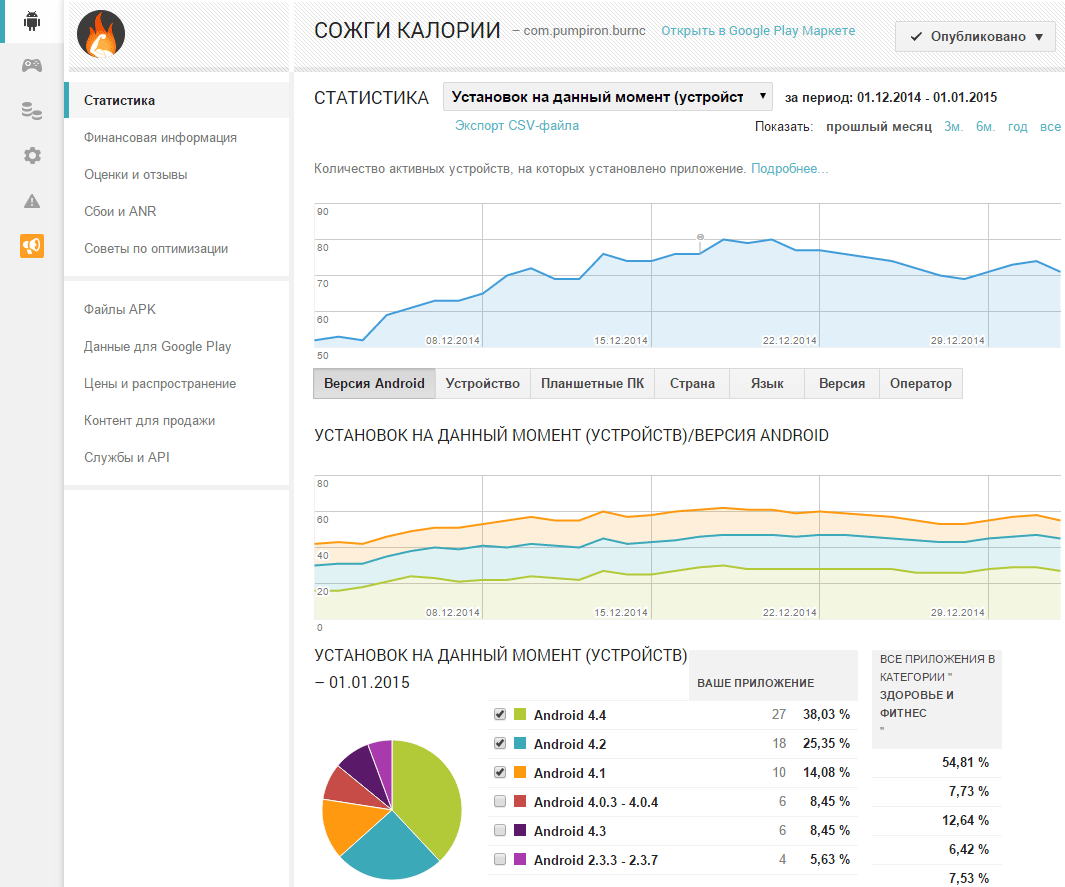 СОЖГИ КАЛОРИИ – com.pumpiron.burnc Открыть в Google Play Маркете
Опубликовано
Статистика
Финансовая информация
Оценки и отзывы
Сбои и ANR
Советы по оптимизации
Файлы APK
Данные для Google Play
Цены и распространение
Контент для продажи
Службы и API
СТАТИСТИКА Установок на данный момент (устройст за период: 01.12.2014 - 01.01.2015
Экспорт CSV-файла Показать: прошлый месяц 3м. 6м. год все
Количество активных устройств, на которых установлено приложение. Подробнее...
90
80
70
60
08.12.2014 15.12.2014 22.12.2014 29.12.2014
50
Версия Android Устройство Планшетные ПК Страна Язык Версия Оператор
УСТАНОВОК НА ДАННЫЙ МОМЕНТ (УСТРОЙСТВ)/ВЕРСИЯ ANDROID
80
60
40
20
08.12.2014 15.12.2014 22.12.2014 29.12.2014
0
УСТАНОВОК НА ДАННЫЙ МОМЕНТ (УСТРОЙСТВ)
– 01.01.2015
ВАШЕ ПРИЛОЖЕНИЕ
ВСЕ ПРИЛОЖЕНИЯ В
КАТЕГОРИИ "
ЗДОРОВЬЕ И
ФИТНЕС
"
Android 4.4 27 38,03 %
Android 4.2 18 25,35 %
Android 4.1 10 14,08 %
Android 4.0.3 - 4.0.4 6 8,45 %
Android 4.3 6 8,45 %
Android 2.3.3 - 2.3.7 4 5,63 %
54,81 %
7,73 %
12,64 %
6,42 %
7,53 %